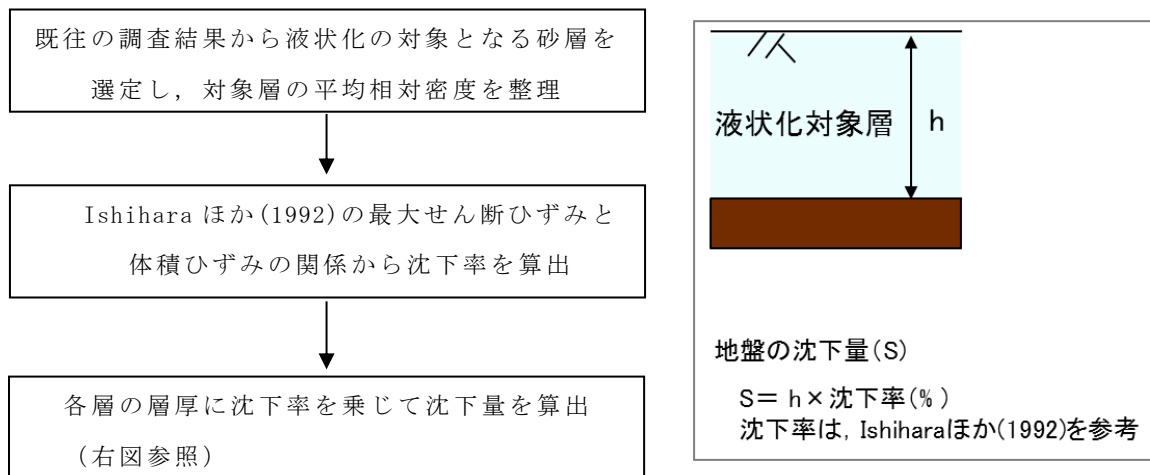 既往の調査結果から液状化の対象となる砂層を
選定し，対象層の平均相対密度を整理
Ishihara ほか(1992)の最大せん断ひずみと
体積ひずみの関係から沈下率を算出
各層の層厚に沈下率を乗じて沈下量を算出
（右図参照）
液状化対象層
h
地盤の沈下量(S)
S＝ h×沈下率(%)
沈下率は，Ishiharaほか(1992)を参考